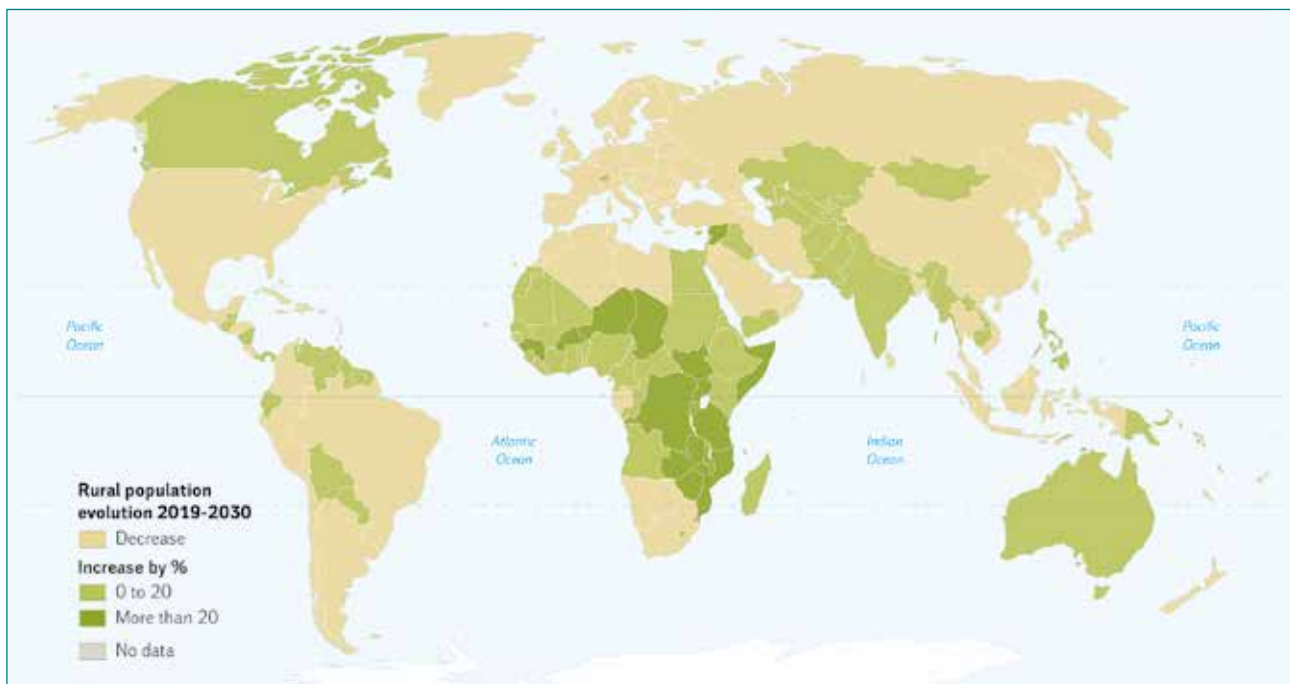 Pacific
Ocean
Pacific
Ocean
Atlantic
Ocean
Indian
Ocean
Rural population
evolution 2019-2030
Decrease
Increase by %
0 to 20
More than 20
No data